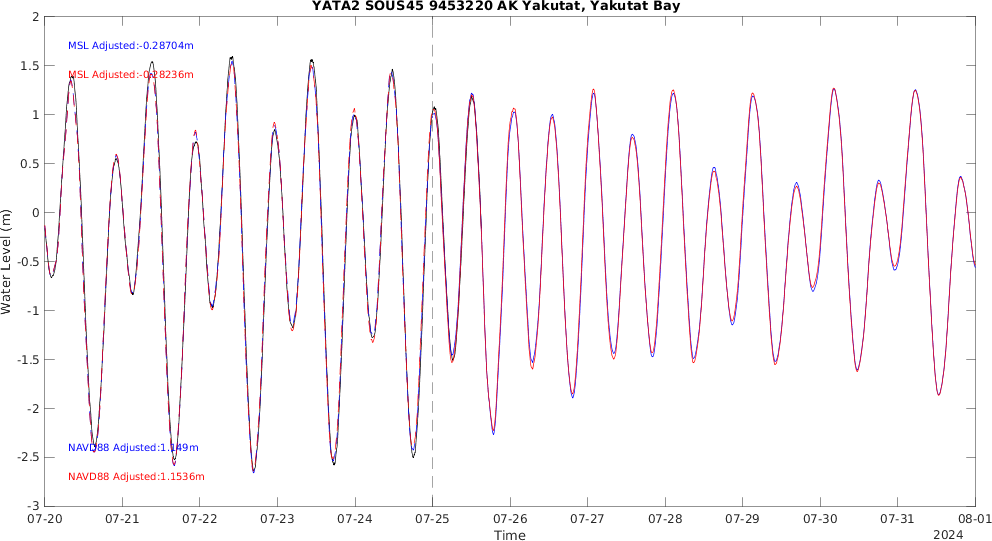 YATA2 SOUS45 9453220 AK Yakutat, Yakutat Bay
2
1.5
1
0.5
0
-0.5
-1
-1.5
-2
-2.5
-3
Water Level (m)
MSL Adjusted:-0.28704m
MSL Adjusted:-0.28236m
NAVD88 Adjusted:1.149m
NAVD88 Adjusted:1.1536m
07-20 07-21 07-22 07-23 07-24 07-25 07-26 07-27 07-28 07-29 07-30 07-31 08-01
Time
2024